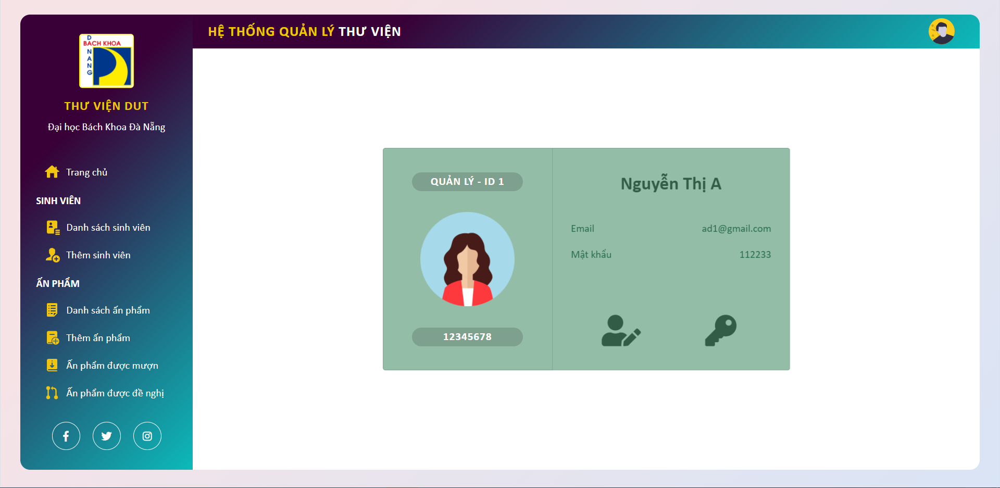 D
BACH KHOA
N
A
N
G
THƯ VIỆN DUT
Đại học Bách Khoa Đà Nẵng
Trang chủ
SINH VIÊN
Danh sách sinh viên
Thêm sinh viên
ẤN PHẨM
Danh sách ấn phẩm
Thêm ấn phẩm
Ấn phẩm được mượn
Ấn phẩm được đề nghị
HỆ THỐNG QUẢN LÝ THƯ VIỆN
QUẢN LÝ - ID 1
12345678
Nguyễn Thị A
Email ad1@gmail.com
Mật khẩu 112233